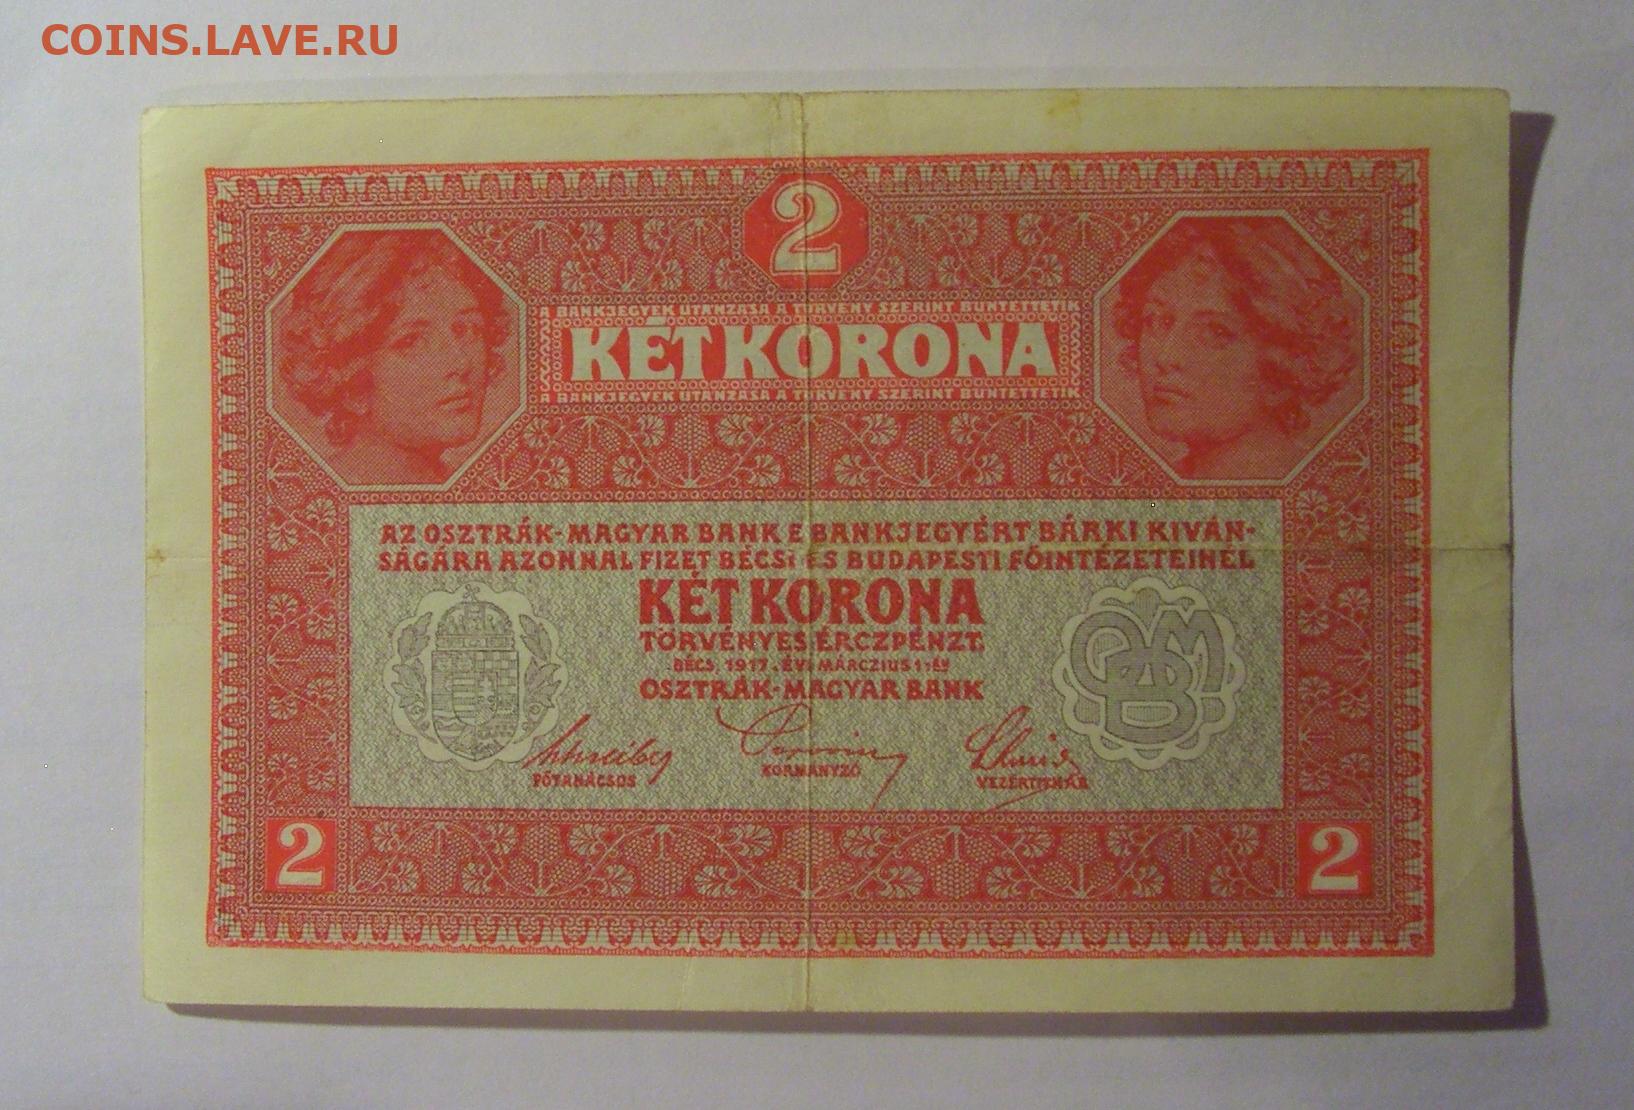 COINS.LAVE.RU
2
A BANKJEGYEK UTÁNZÁSA A TÖRVÉNY SZERINT BÜNTETTETIK
KÉT KORONA
A BANKJEGYEK UTÁNZÁSA A TÖRVÉNY SZERINT BÜNTETTETIK
AZ OSZTRÁK-MAGYAR BANK E BANKJEGYÉRT BÁRKI KIVÁN-
SÁGÁRA AZONNAL FIZET BÉCSI ÉS BUDAPESTI FŐINTÉZETEINÉL
KÉT KORONA
TÖRVÉNYES ÉRCZPÉNZT.
BÉCS, 1917. ÉVI MÁRCZIUS 1-ÉN
OSZTRÁK-MAGYAR BANK
FŐTANÁCSOS KORMÁNYZÓ VEZÉRTITKÁR
2 2